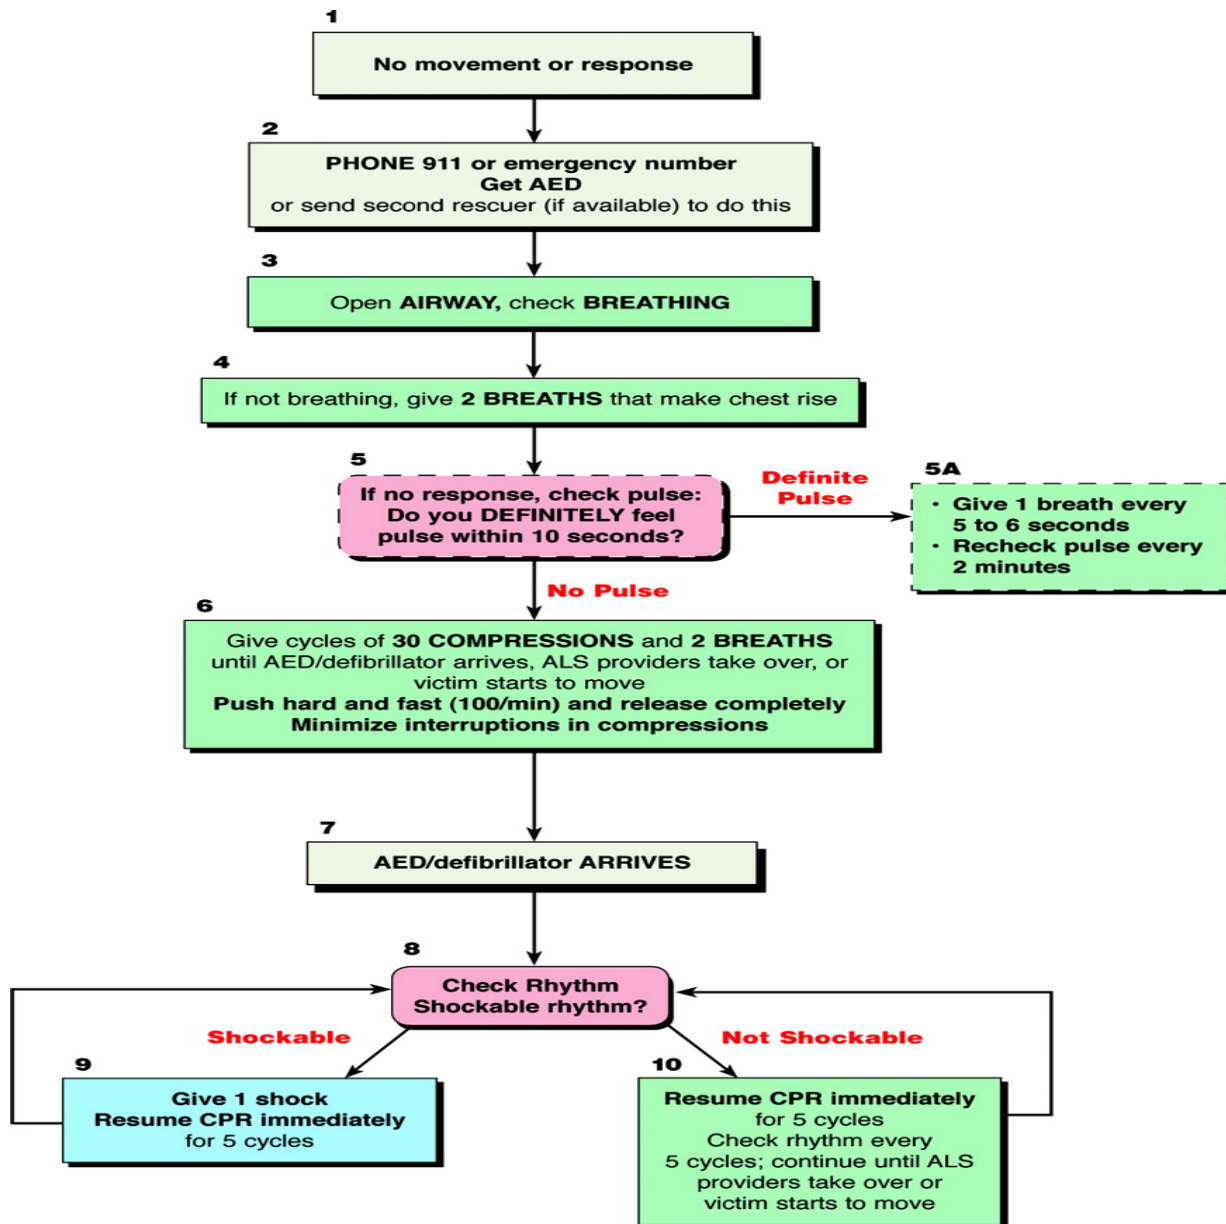 1
No movement or response
2
PHONE 911 or emergency number
Get AED
or send second rescuer (if available) to do this
3
Open AIRWAY, check BREATHING
4
If not breathing, give 2 BREATHS that make chest rise
5
If no response, check pulse:
Do you DEFINITELY feel
pulse within 10 seconds?
Definite
Pulse
5A
• Give 1 breath every
5 to 6 seconds
• Recheck pulse every
2 minutes
No Pulse
6
Give cycles of 30 COMPRESSIONS and 2 BREATHS
until AED/defibrillator arrives, ALS providers take over, or
victim starts to move
Push hard and fast (100/min) and release completely
Minimize interruptions in compressions
7
AED/defibrillator ARRIVES
8
Check Rhythm
Shockable rhythm?
Shockable
Not Shockable
9
Give 1 shock
Resume CPR immediately
for 5 cycles
10
Resume CPR immediately
for 5 cycles
Check rhythm every
5 cycles; continue until ALS
providers take over or
victim starts to move